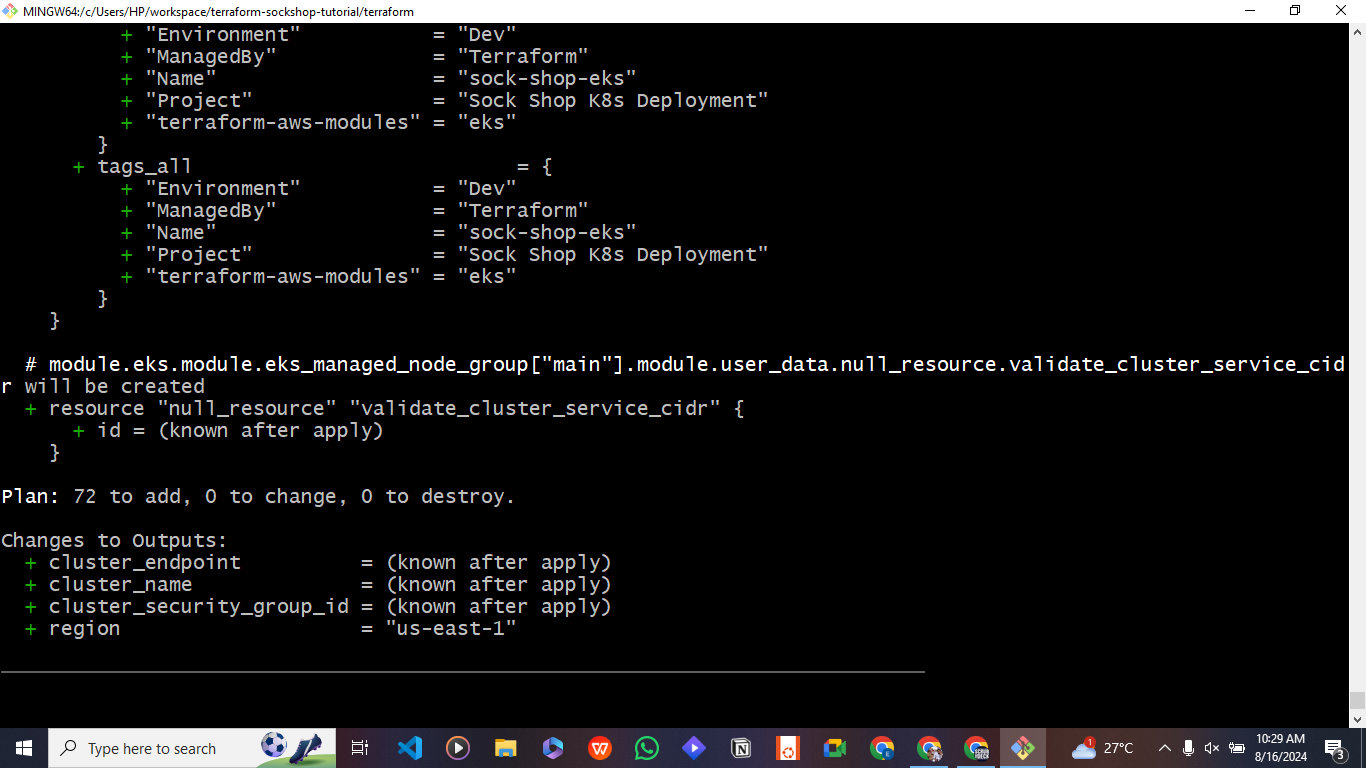 MINGW64:/c/Users/HP/workspace/terraform-sockshop-tutorial/terraform
+ "Environment" = "Dev"
+ "ManagedBy" = "Terraform"
+ "Name" = "sock-shop-eks"
+ "Project" = "Sock Shop K8s Deployment"
+ "terraform-aws-modules" = "eks"
}
+ tags_all = {
+ "Environment" = "Dev"
+ "ManagedBy" = "Terraform"
+ "Name" = "sock-shop-eks"
+ "Project" = "Sock Shop K8s Deployment"
+ "terraform-aws-modules" = "eks"
}
}
# module.eks.module.eks_managed_node_group["main"].module.user_data.null_resource.validate_cluster_service_cid
r will be created
+ resource "null_resource" "validate_cluster_service_cidr" {
+ id = (known after apply)
}
Plan: 72 to add, 0 to change, 0 to destroy.
Changes to Outputs:
+ cluster_endpoint = (known after apply)
+ cluster_name = (known after apply)
+ cluster_security_group_id = (known after apply)
+ region = "us-east-1"
Type here to search
1
27°C
10:29 AM
8/16/2024
3